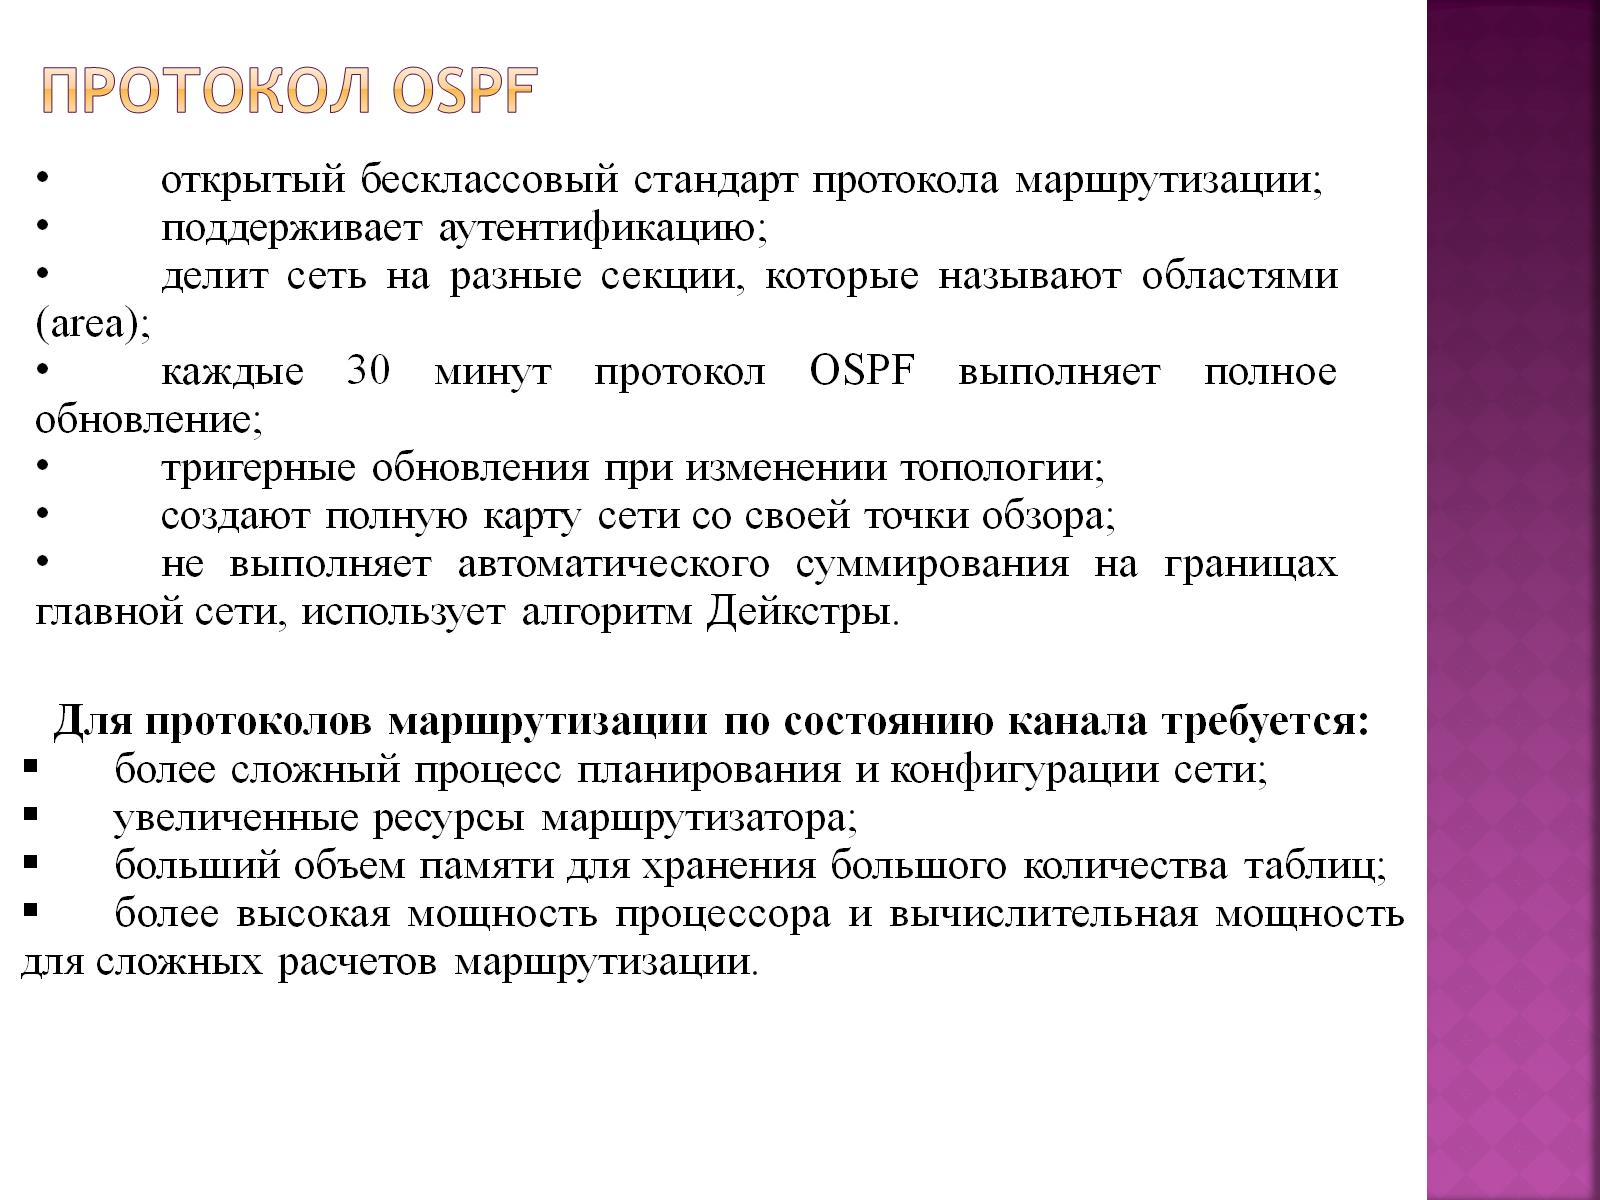 ПРОТОКОЛ OSPF
• открытый бесклассовый стандарт протокола маршрутизации;
• поддерживает аутентификацию;
• делит сеть на разные секции, которые называют областями
(area);
• каждые 30 минут протокол OSPF выполняет полное
обновление;
• тригерные обновления при изменении топологии;
• создают полную карту сети со своей точки обзора;
• не выполняет автоматического суммирования на границах
главной сети, использует алгоритм Дейкстры.
Для протоколов маршрутизации по состоянию канала требуется:
▪ более сложный процесс планирования и конфигурации сети;
▪ увеличенные ресурсы маршрутизатора;
▪ больший объем памяти для хранения большого количества таблиц;
▪ более высокая мощность процессора и вычислительная мощность
для сложных расчетов маршрутизации.